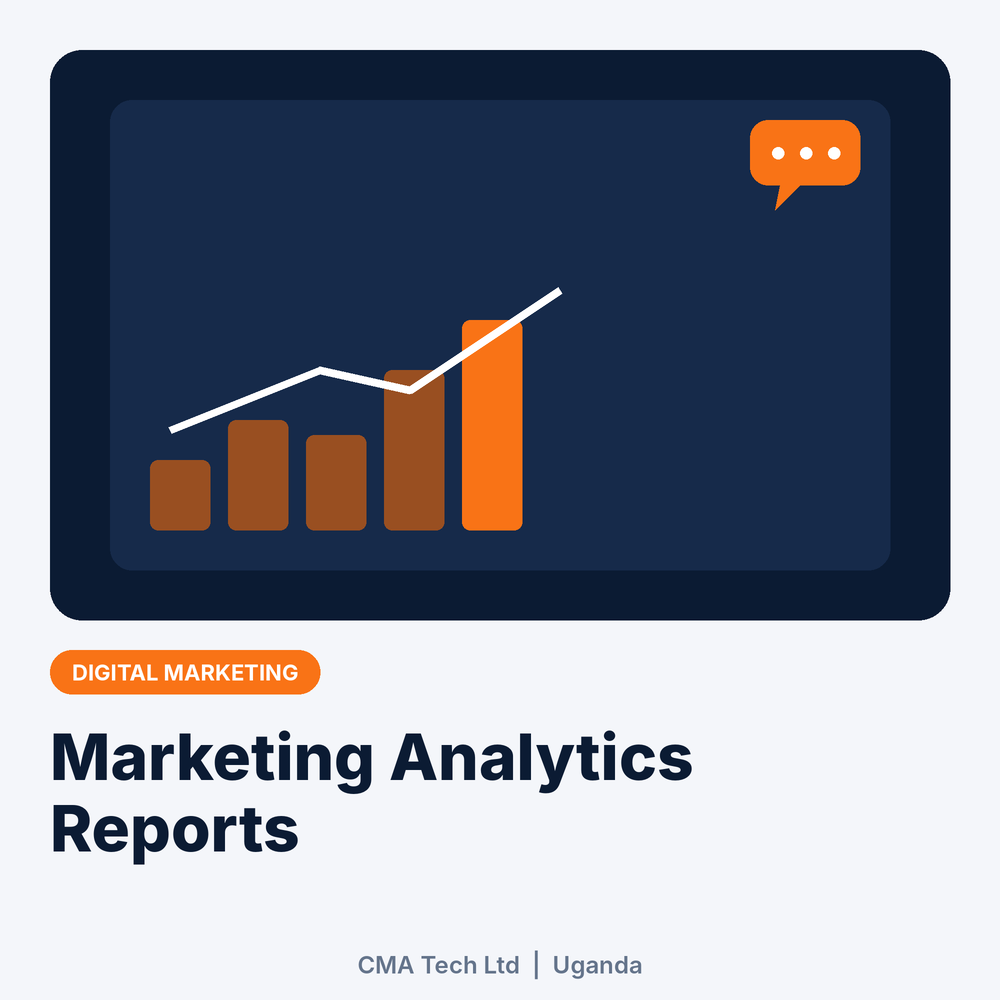 DIGITAL MARKETING
Marketing Analytics
Reports
CMA Tech Ltd | Uganda